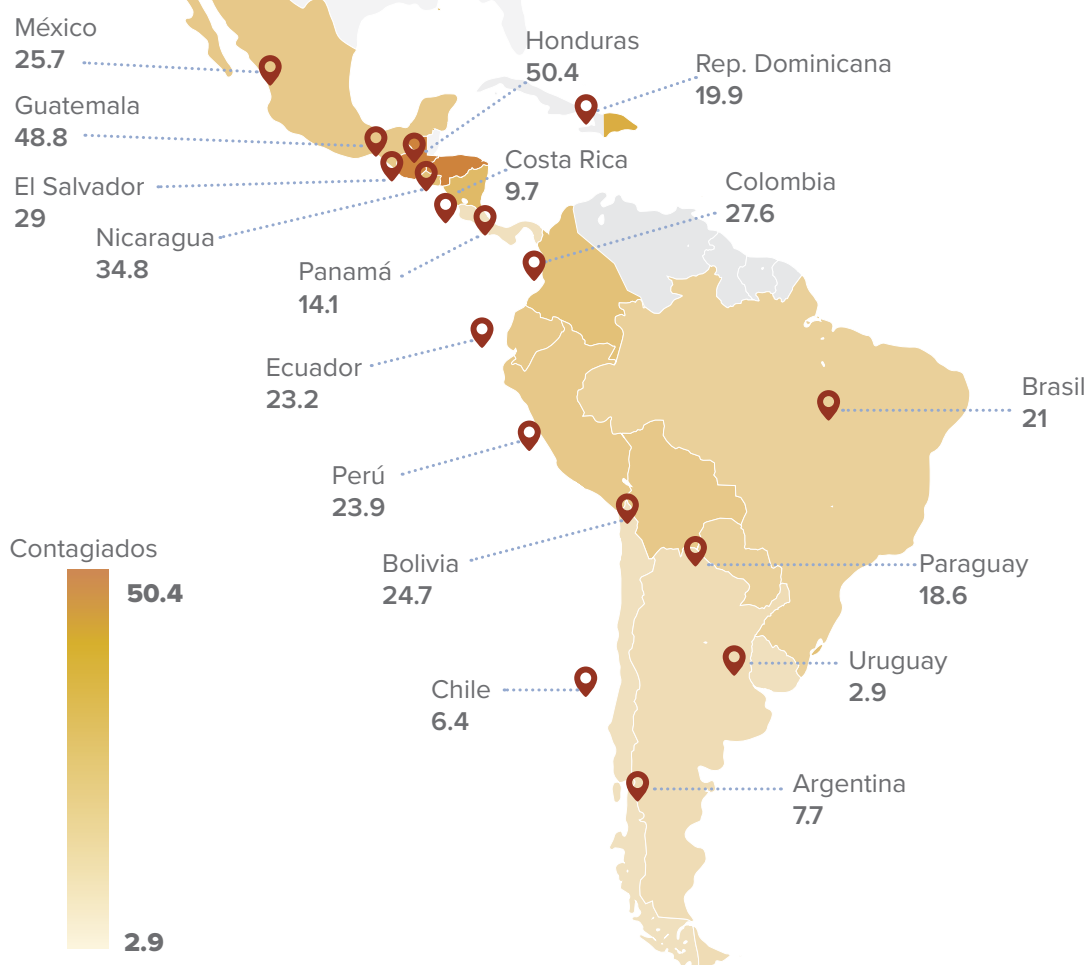 México
25.7
Honduras
50.4
Rep. Dominicana
19.9
Guatemala
48.8
Costa Rica
9.7
El Salvador
29
Colombia
27.6
Nicaragua
34.8
Panamá
14.1
Ecuador
23.2
Brasil
21
Perú
23.9
Contagiados
50.4
2.9
Bolivia
24.7
Paraguay
18.6
Uruguay
2.9
Chile
6.4
Argentina
7.7